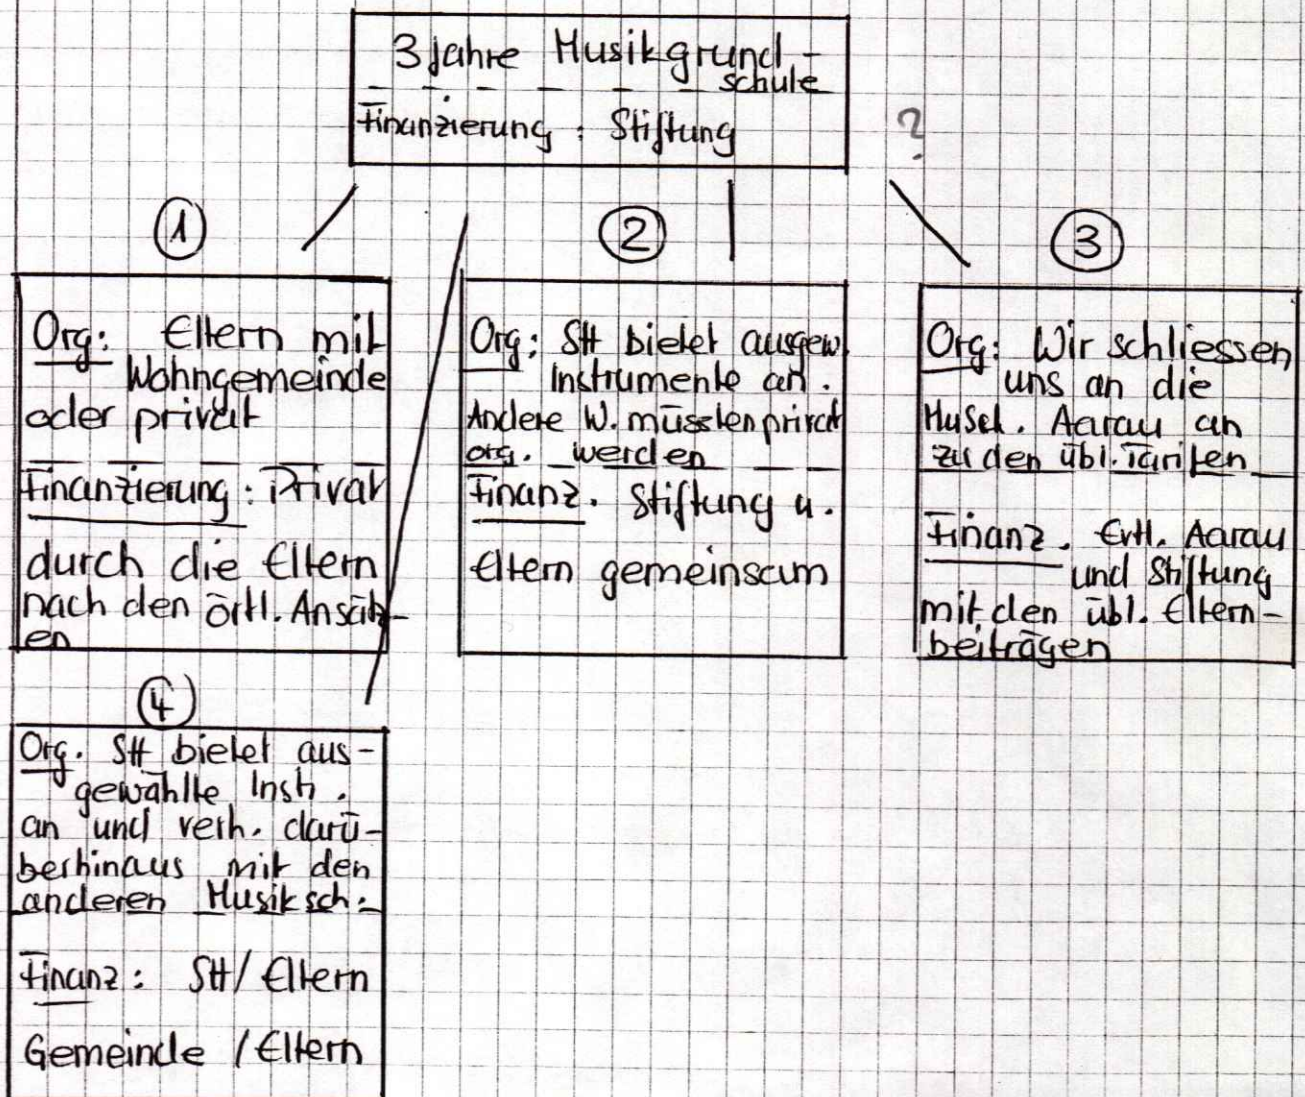 3 Jahre Musikgrund-
schule
Finanzierung: Stiftung
?
①
Org: Eltern mit
Wohngemeinde
oder privat
Finanzierung: Privat
durch die Eltern
nach den örtl. Ansätz-
en
②
Org: SH bietet ausgew.
Instrumente an.
Andere W. müssten privat
org. werden
Finanz. Stiftung u.
Eltern gemeinsam
③
Org: Wir schliessen
uns an die
MuSch. Aarau an
zu den übl. Tarifen
Finanz. Evtl. Aarau
und Stiftung
mit den übl. Eltern-
beiträgen
④
Org. SH bietet aus-
gewählte Instr.
an und verh. darü-
berhinaus mit den
anderen Musiksch.
Finanz: SH/Eltern
Gemeinde / Eltern